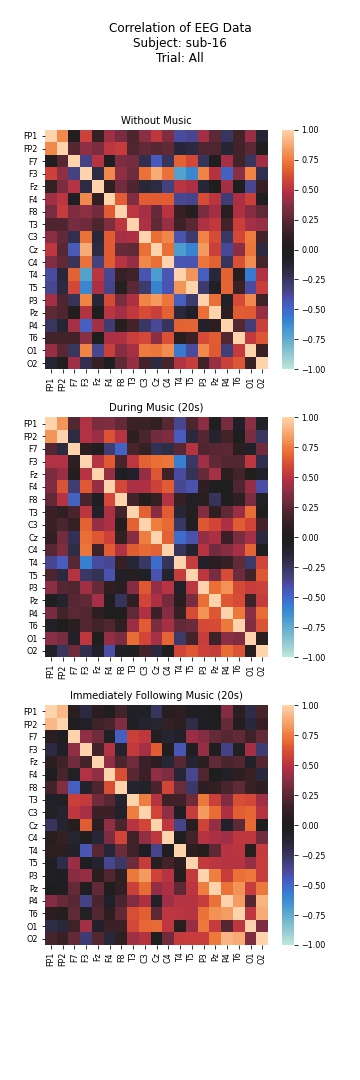 Correlation of EEG Data
Subject: sub-16
Trial: All
Without Music
FP1
FP2
F7
F3
Fz
F4
F8
T3
C3
Cz
C4
T4
T5
P3
Pz
P4
T6
O1
O2
FP1 FP2 F7 F3 Fz F4 F8 T3 C3 Cz C4 T4 T5 P3 Pz P4 T6 O1 O2
1.00
0.75
0.50
0.25
0.00
−0.25
−0.50
−0.75
−1.00
During Music (20s)
FP1
FP2
F7
F3
Fz
F4
F8
T3
C3
Cz
C4
T4
T5
P3
Pz
P4
T6
O1
O2
FP1 FP2 F7 F3 Fz F4 F8 T3 C3 Cz C4 T4 T5 P3 Pz P4 T6 O1 O2
1.00
0.75
0.50
0.25
0.00
−0.25
−0.50
−0.75
−1.00
Immediately Following Music (20s)
FP1
FP2
F7
F3
Fz
F4
F8
T3
C3
Cz
C4
T4
T5
P3
Pz
P4
T6
O1
O2
FP1 FP2 F7 F3 Fz F4 F8 T3 C3 Cz C4 T4 T5 P3 Pz P4 T6 O1 O2
1.00
0.75
0.50
0.25
0.00
−0.25
−0.50
−0.75
−1.00